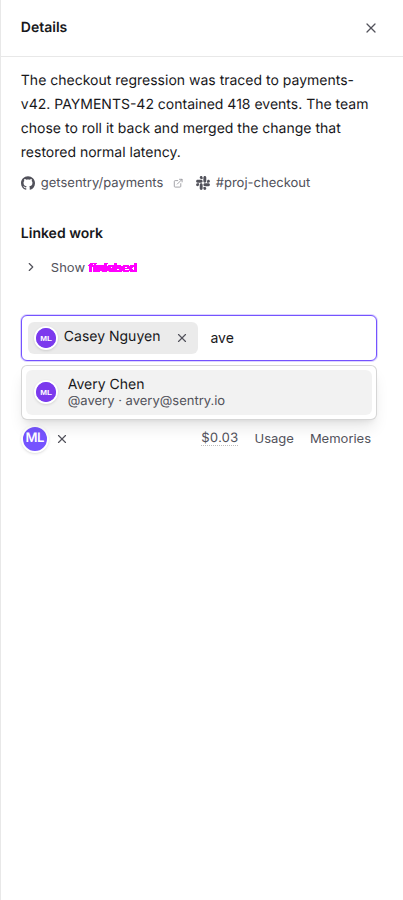 Details
The checkout regression was traced to payments-
v42. PAYMENTS-42 contained 418 events. The team
chose to roll it back and merged the change that
restored normal latency.
getsentry/payments #proj-checkout
Linked work
Show
ML Casey Nguyen ave
ML Avery Chen
@avery · avery@sentry.io
ML $0.03 Usage Memories